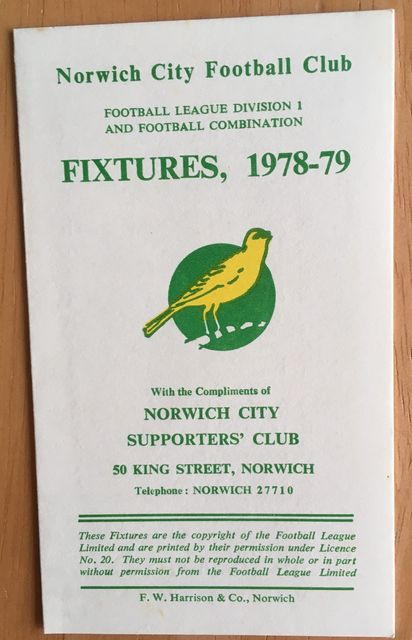 Norwich City Football Club
FOOTBALL LEAGUE DIVISION 1
AND FOOTBALL COMBINATION
FIXTURES, 1978-79
With the Compliments of
NORWICH CITY
SUPPORTERS' CLUB
50 KING STREET, NORWICH
Telephone: NORWICH 27710
These Fixtures are the copyright of the Football League
Limited and are printed by their permission under Licence
No. 20. They must not be reproduced in whole or in part
without permission from the Football League Limited
F. W. Harrison & Co., Norwich